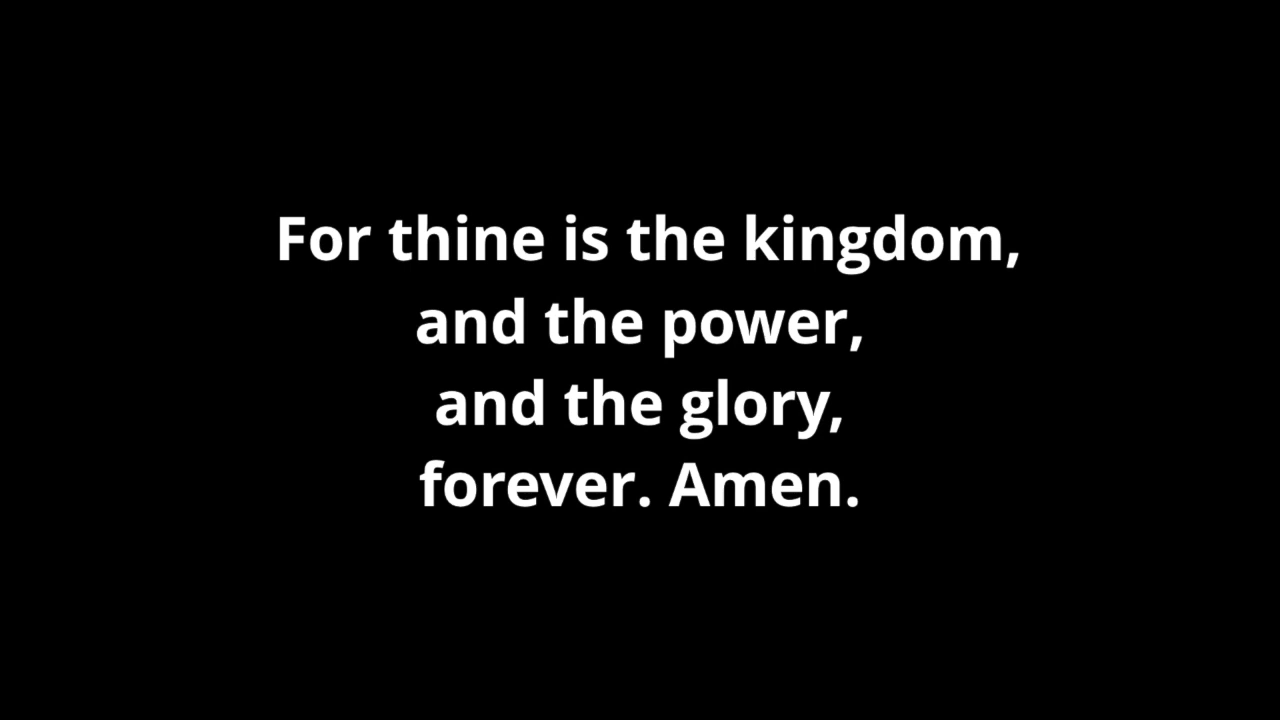 For thine is the kingdom,
and the power,
and the glory,
forever. Amen.